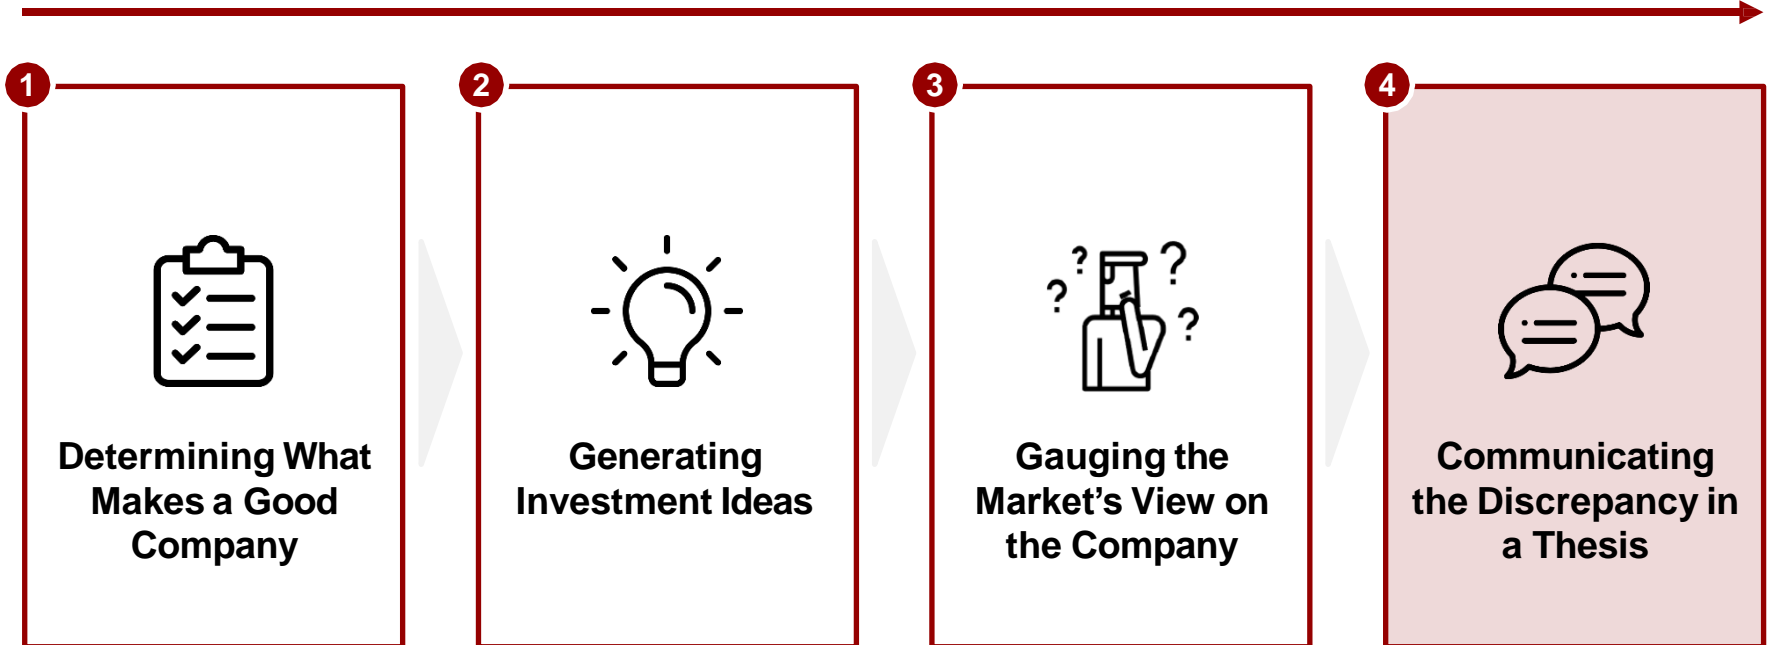 1
Determining What
Makes a Good
Company
2
Generating
Investment Ideas
3
? ? ? ?
Gauging the
Market’s View on
the Company
4
Communicating
the Discrepancy in
a Thesis